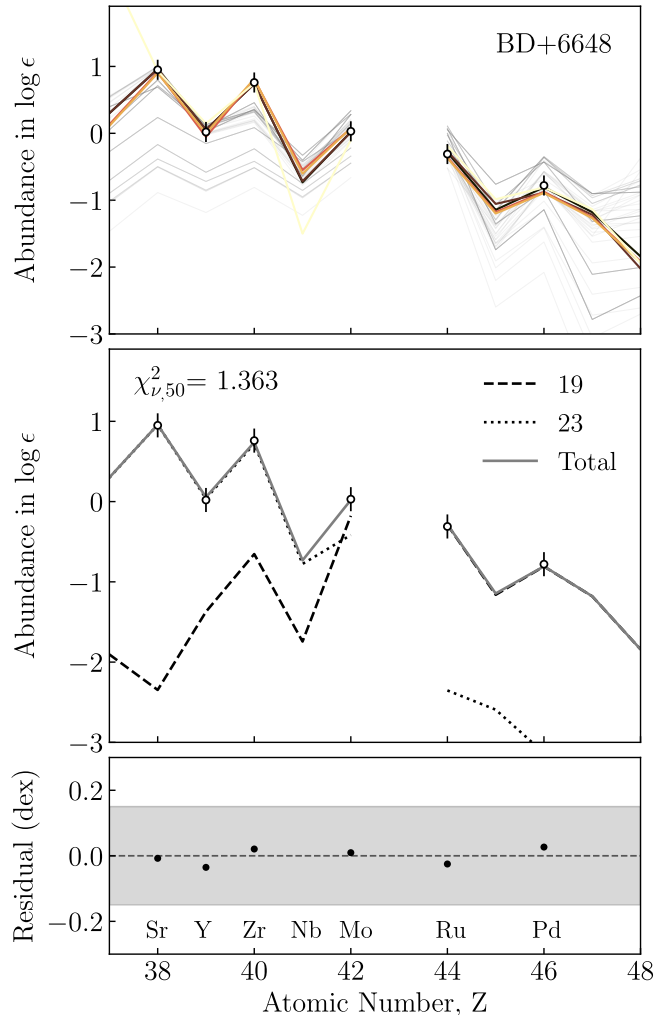 BD+6648
Abundance in log ϵ
1
0
−1
−2
−3
χ²ν,50 = 1.363
19
23
Total
Abundance in log ϵ
1
0
−1
−2
−3
Residual (dex)
0.2
0.0
−0.2
Sr Y Zr Nb Mo Ru Pd
38 40 42 44 46 48
Atomic Number, Z